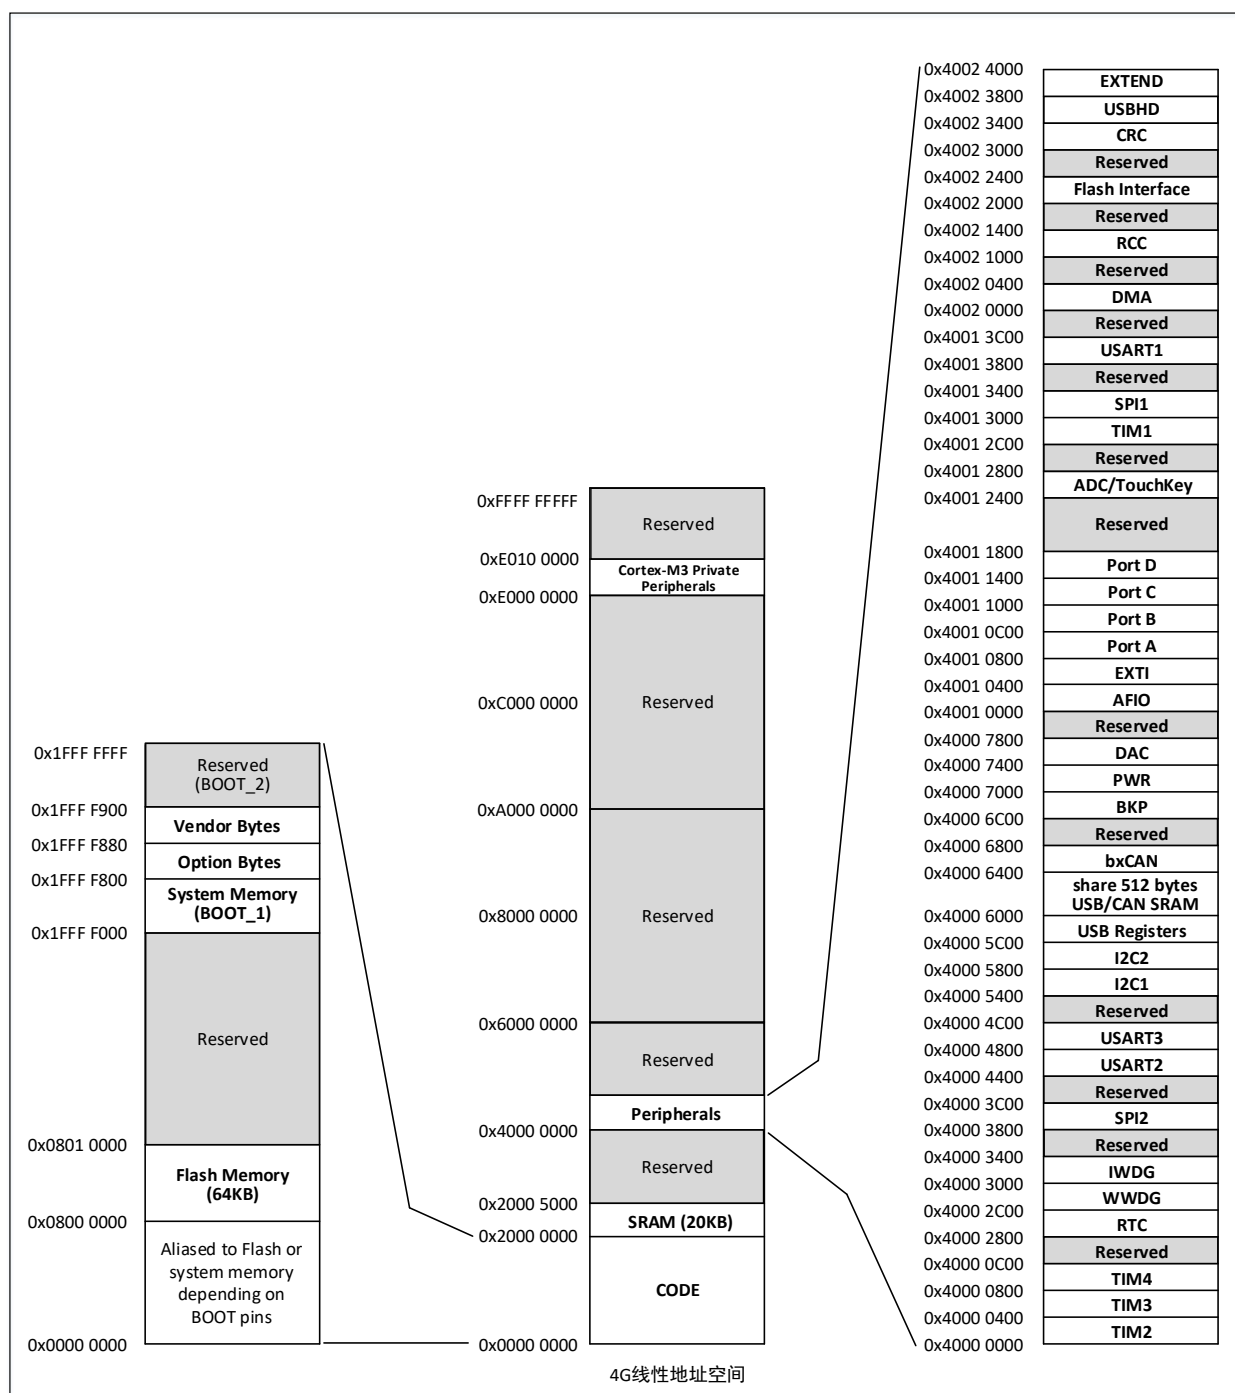 0x1FFF FFFF
Reserved
(BOOT_2)
0x1FFF F900
Vendor Bytes
0x1FFF F880
Option Bytes
0x1FFF F800
System Memory
(BOOT_1)
0x1FFF F000
Reserved
0x0801 0000
Flash Memory
(64KB)
0x0800 0000
Aliased to Flash or
system memory
depending on
BOOT pins
0x0000 0000
0xFFFF FFFFF
Reserved
0xE010 0000
Cortex-M3 Private
Peripherals
0xE000 0000
Reserved
0xC000 0000
0xA000 0000
Reserved
0x8000 0000
0x6000 0000
Reserved
Peripherals
0x4000 0000
Reserved
0x2000 5000
SRAM (20KB)
0x2000 0000
CODE
0x0000 0000
4G线性地址空间
0x4002 4000
EXTEND
0x4002 3800
USBHD
0x4002 3400
CRC
0x4002 3000
Reserved
0x4002 2400
Flash Interface
0x4002 2000
Reserved
0x4002 1400
RCC
0x4002 1000
Reserved
0x4002 0400
DMA
0x4002 0000
Reserved
0x4001 3C00
USART1
0x4001 3800
Reserved
0x4001 3400
SPI1
0x4001 3000
TIM1
0x4001 2C00
Reserved
0x4001 2800
ADC/TouchKey
0x4001 2400
Reserved
0x4001 1800
Port D
0x4001 1400
Port C
0x4001 1000
Port B
0x4001 0C00
Port A
0x4001 0800
EXTI
0x4001 0400
AFIO
0x4001 0000
Reserved
0x4000 7800
DAC
0x4000 7400
PWR
0x4000 7000
BKP
0x4000 6C00
Reserved
0x4000 6800
bxCAN
0x4000 6400
share 512 bytes
USB/CAN SRAM
0x4000 6000
USB Registers
0x4000 5C00
I2C2
0x4000 5800
I2C1
0x4000 5400
Reserved
0x4000 4C00
USART3
0x4000 4800
USART2
0x4000 4400
Reserved
0x4000 3C00
SPI2
0x4000 3800
Reserved
0x4000 3400
IWDG
0x4000 3000
WWDG
0x4000 2C00
RTC
0x4000 2800
Reserved
0x4000 0C00
TIM4
0x4000 0800
TIM3
0x4000 0400
TIM2
0x4000 0000